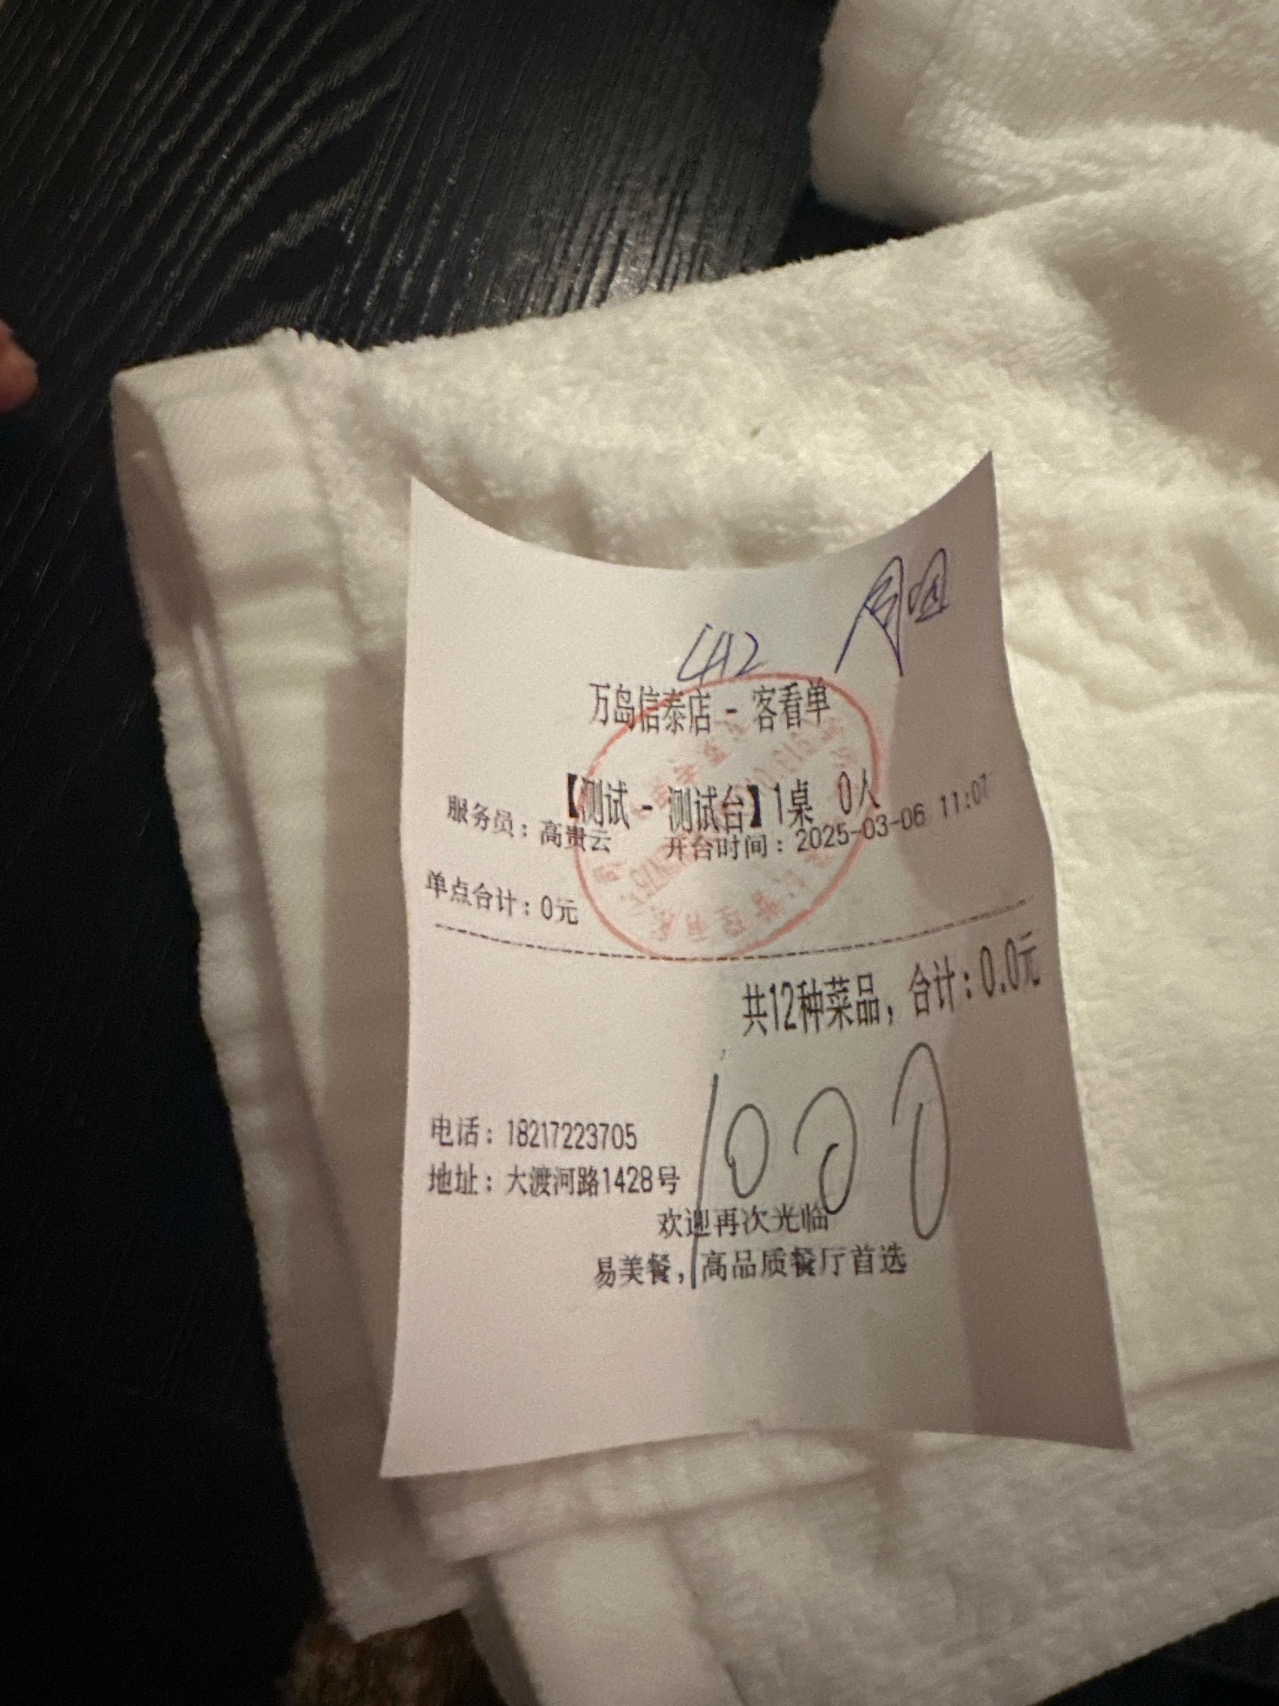 412
万岛信泰店 - 客看单
【测试 - 测试台】1桌 0人
服务员：高贵云 开台时间：2025-03-06 11:07
单点合计：0元
共12种菜品，合计：0.0元
1000
电话：18217223705
地址：大渡河路1428号
欢迎再次光临
易美餐，高品质餐厅首选